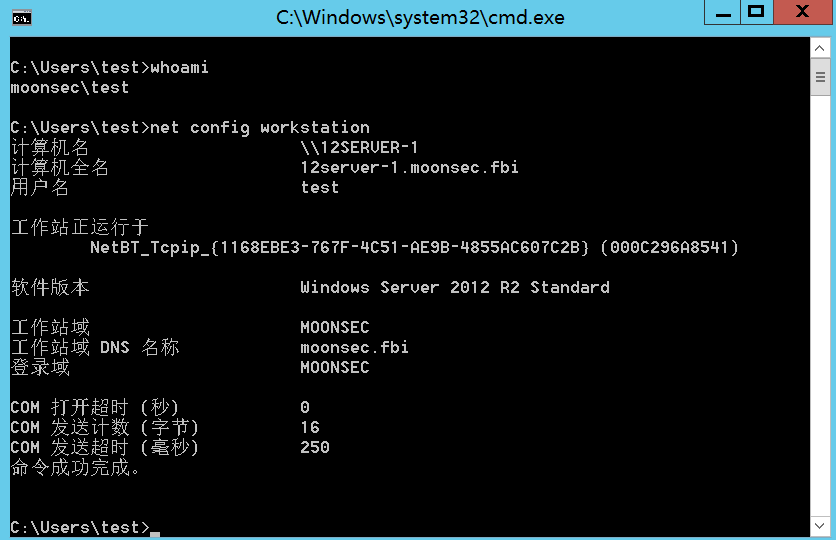 C:\Windows\system32\cmd.exe
C:\Users\test>whoami
moonsec\test
C:\Users\test>net config workstation
计算机名 \\12SERVER-1
计算机全名 12server-1.moonsec.fbi
用户名 test
工作站正运行于
NetBT_Tcpip_{1168EBE3-767F-4C51-AE9B-4855AC607C2B} (000C296A8541)
软件版本 Windows Server 2012 R2 Standard
工作站域 MOONSEC
工作站域 DNS 名称 moonsec.fbi
登录域 MOONSEC
COM 打开超时 (秒) 0
COM 发送计数 (字节) 16
COM 发送超时 (毫秒) 250
命令成功完成。
C:\Users\test>